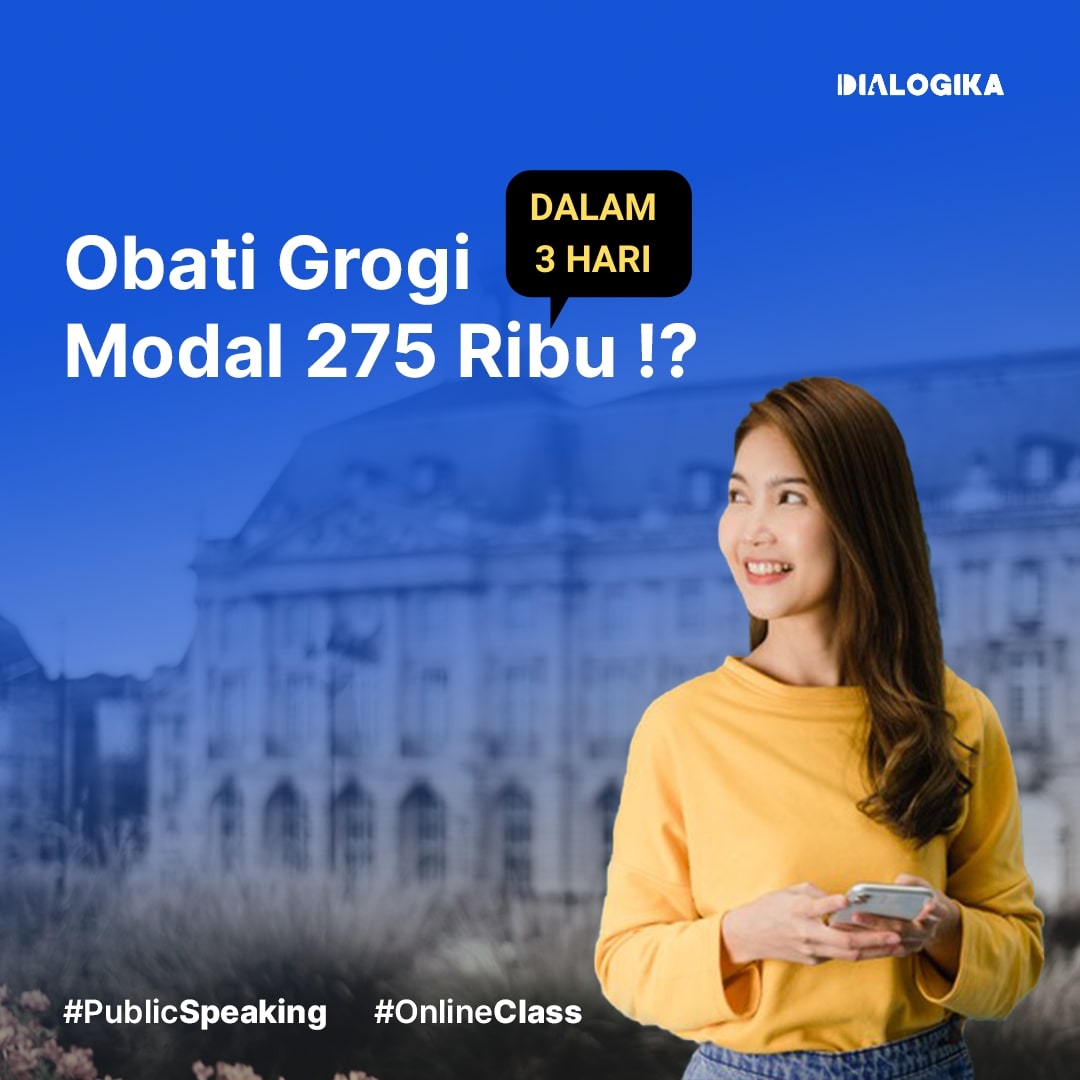 DIALOGIKA
DALAM
3 HARI
Obati Grogi
Modal 275 Ribu !?
#PublicSpeaking #OnlineClass